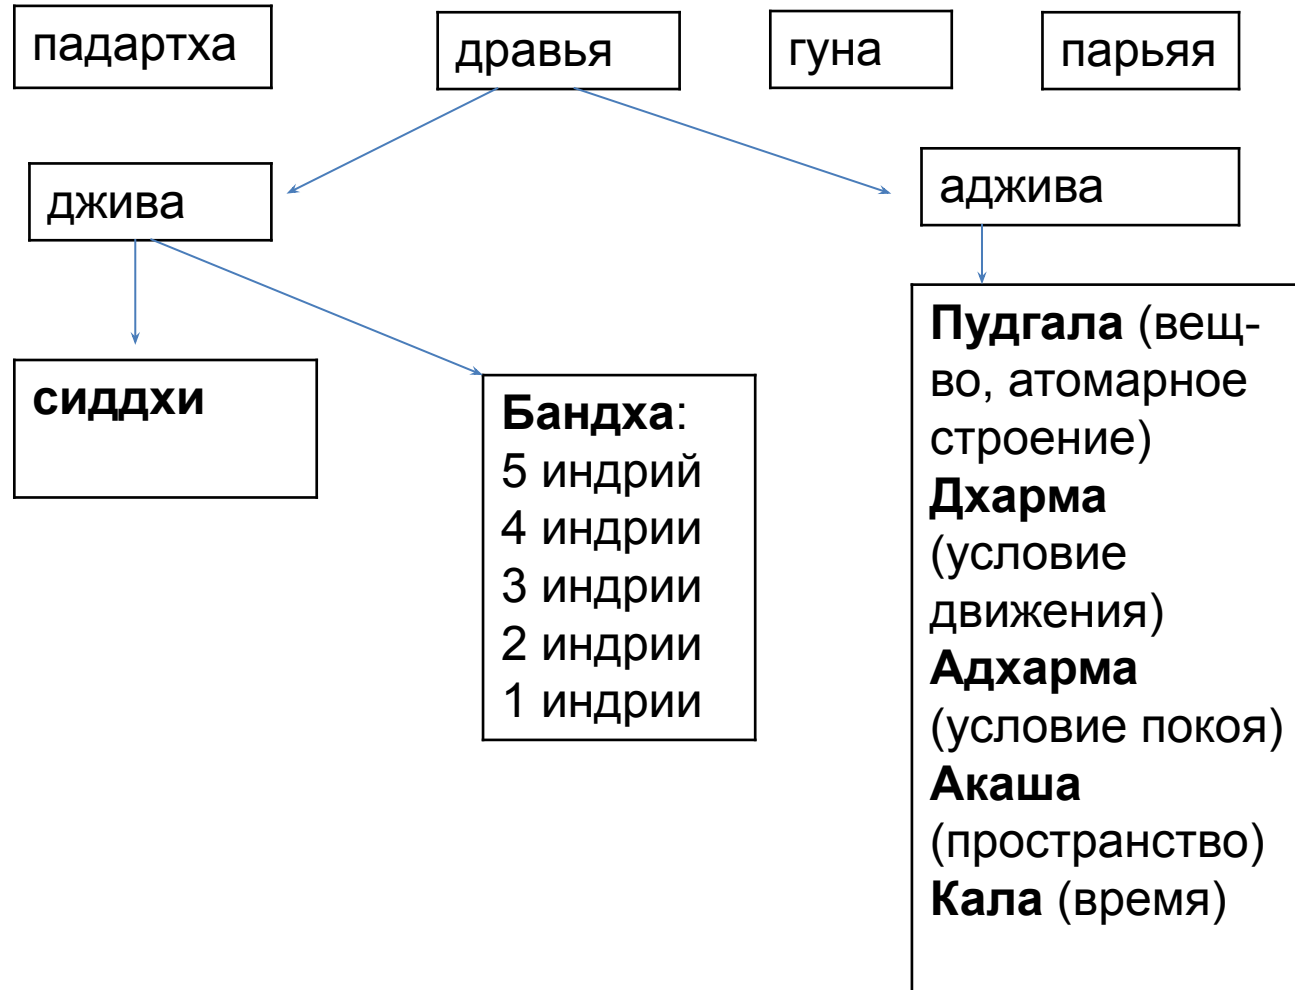 падартха
дравья
гуна
парьяя
джива
аджива
сиддхи
Бандха:
5 индрий
4 индрии
3 индрии
2 индрии
1 индрии
Пудгала (вещ-
во, атомарное
строение)
Дхарма
(условие
движения)
Адхарма
(условие покоя)
Акаша
(пространство)
Кала (время)